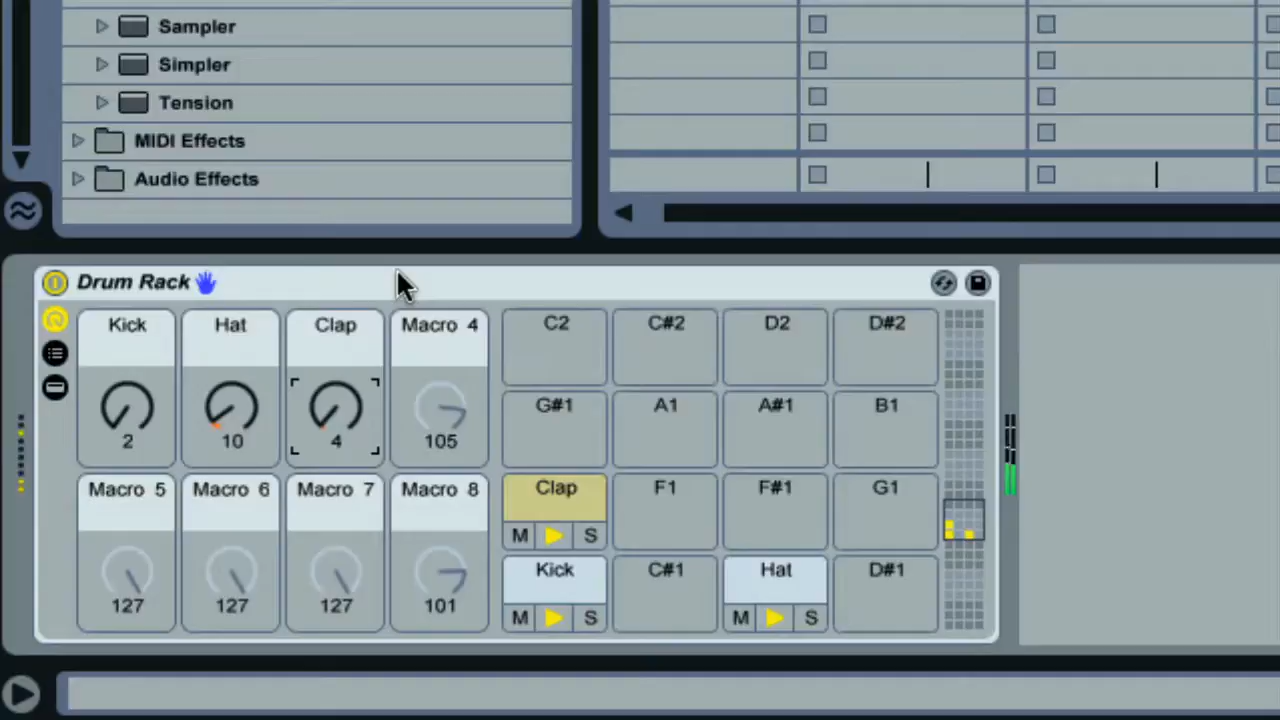 Sampler
Simpler
Tension
MIDI Effects
Audio Effects
Drum Rack
Kick Hat Clap Macro 4
2 10 4 105
Macro 5 Macro 6 Macro 7 Macro 8
127 127 127 101
C2 C#2 D2 D#2
G#1 A1 A#1 B1
Clap F1 F#1 G1
M S
Kick C#1 Hat D#1
M S M S